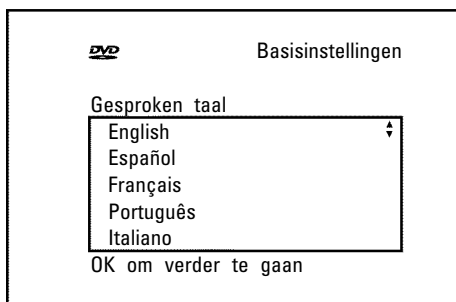 DVD Basisinstellingen
Gesproken taal
English
Español
Français
Português
Italiano
OK om verder te gaan